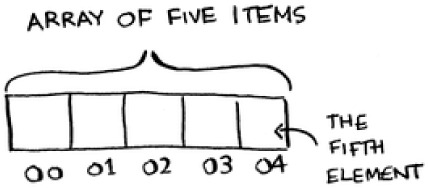 ARRAY OF FIVE ITEMS
00 01 02 03 04
THE
FIFTH
ELEMENT